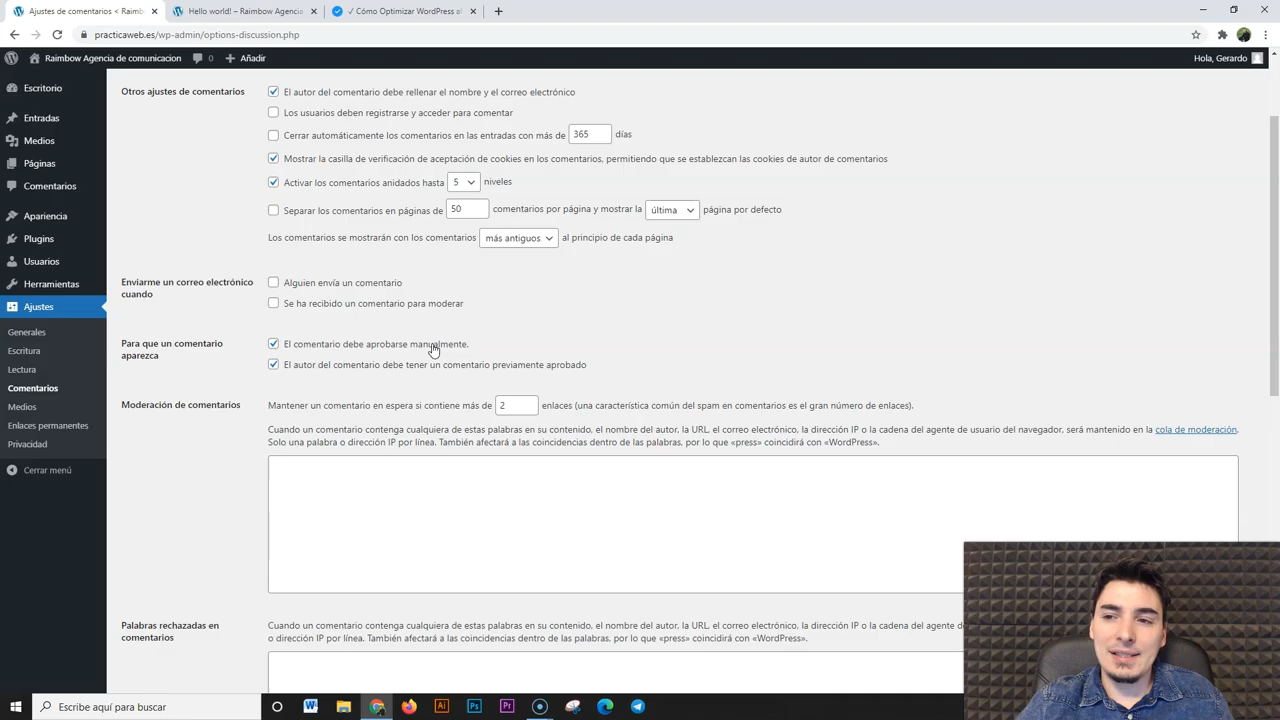 Ajustes de comentarios < Raimbo
Hello world! – Raimbow Agencia
✓ Cómo Optimizar WordPress al
practicaweb.es/wp-admin/options-discussion.php
Raimbow Agencia de comunicacion
0
Añadir
Hola, Gerardo
Escritorio
Entradas
Medios
Páginas
Comentarios
Apariencia
Plugins
Usuarios
Herramientas
Ajustes
Generales
Escritura
Lectura
Comentarios
Medios
Enlaces permanentes
Privacidad
Cerrar menú
Otros ajustes de comentarios
El autor del comentario debe rellenar el nombre y el correo electrónico
Los usuarios deben registrarse y acceder para comentar
Cerrar automáticamente los comentarios en las entradas con más de 365 días
Mostrar la casilla de verificación de aceptación de cookies en los comentarios, permitiendo que se establezcan las cookies de autor de comentarios
Activar los comentarios anidados hasta 5 niveles
Separar los comentarios en páginas de 50 comentarios por página y mostrar la última página por defecto
Los comentarios se mostrarán con los comentarios más antiguos al principio de cada página
Enviarme un correo electrónico
cuando
Alguien envía un comentario
Se ha recibido un comentario para moderar
Para que un comentario
aparezca
El comentario debe aprobarse manualmente.
El autor del comentario debe tener un comentario previamente aprobado
Moderación de comentarios
Mantener un comentario en espera si contiene más de 2 enlaces (una característica común del spam en comentarios es el gran número de enlaces).
Cuando un comentario contenga cualquiera de estas palabras en su contenido, el nombre del autor, la URL, el correo electrónico, la dirección IP o la cadena del agente de usuario del navegador, será mantenido en la cola de moderación.
Solo una palabra o dirección IP por línea. También afectará a las coincidencias dentro de las palabras, por lo que «press» coincidirá con «WordPress».
Palabras rechazadas en
comentarios
Cuando un comentario contenga cualquiera de estas palabras en su contenido, el nombre del autor, la URL, el correo electrónico, la dirección IP o la cadena del agente d
o dirección IP por línea. También afectará a las coincidencias dentro de las palabras, por lo que «press» coincidirá con «WordPress».
Escribe aquí para buscar